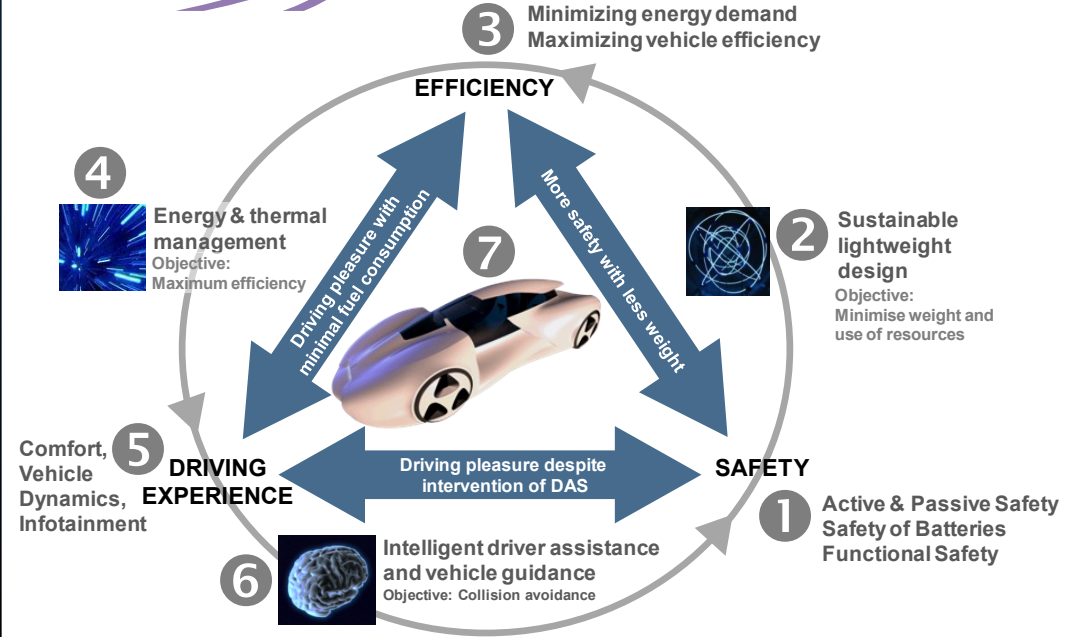 3
Minimizing energy demand
Maximizing vehicle efficiency
EFFICIENCY
4
Energy & thermal
management
Objective:
Maximum efficiency
Driving pleasure with
minimal fuel consumption
More safety with less weight
2
Sustainable
lightweight
design
Objective:
Minimise weight and
use of resources
7
5
Comfort,
Vehicle
Dynamics,
Infotainment
DRIVING
EXPERIENCE
Driving pleasure despite
intervention of DAS
SAFETY
1
Active & Passive Safety
Safety of Batteries
Functional Safety
6
Intelligent driver assistance
and vehicle guidance
Objective: Collision avoidance